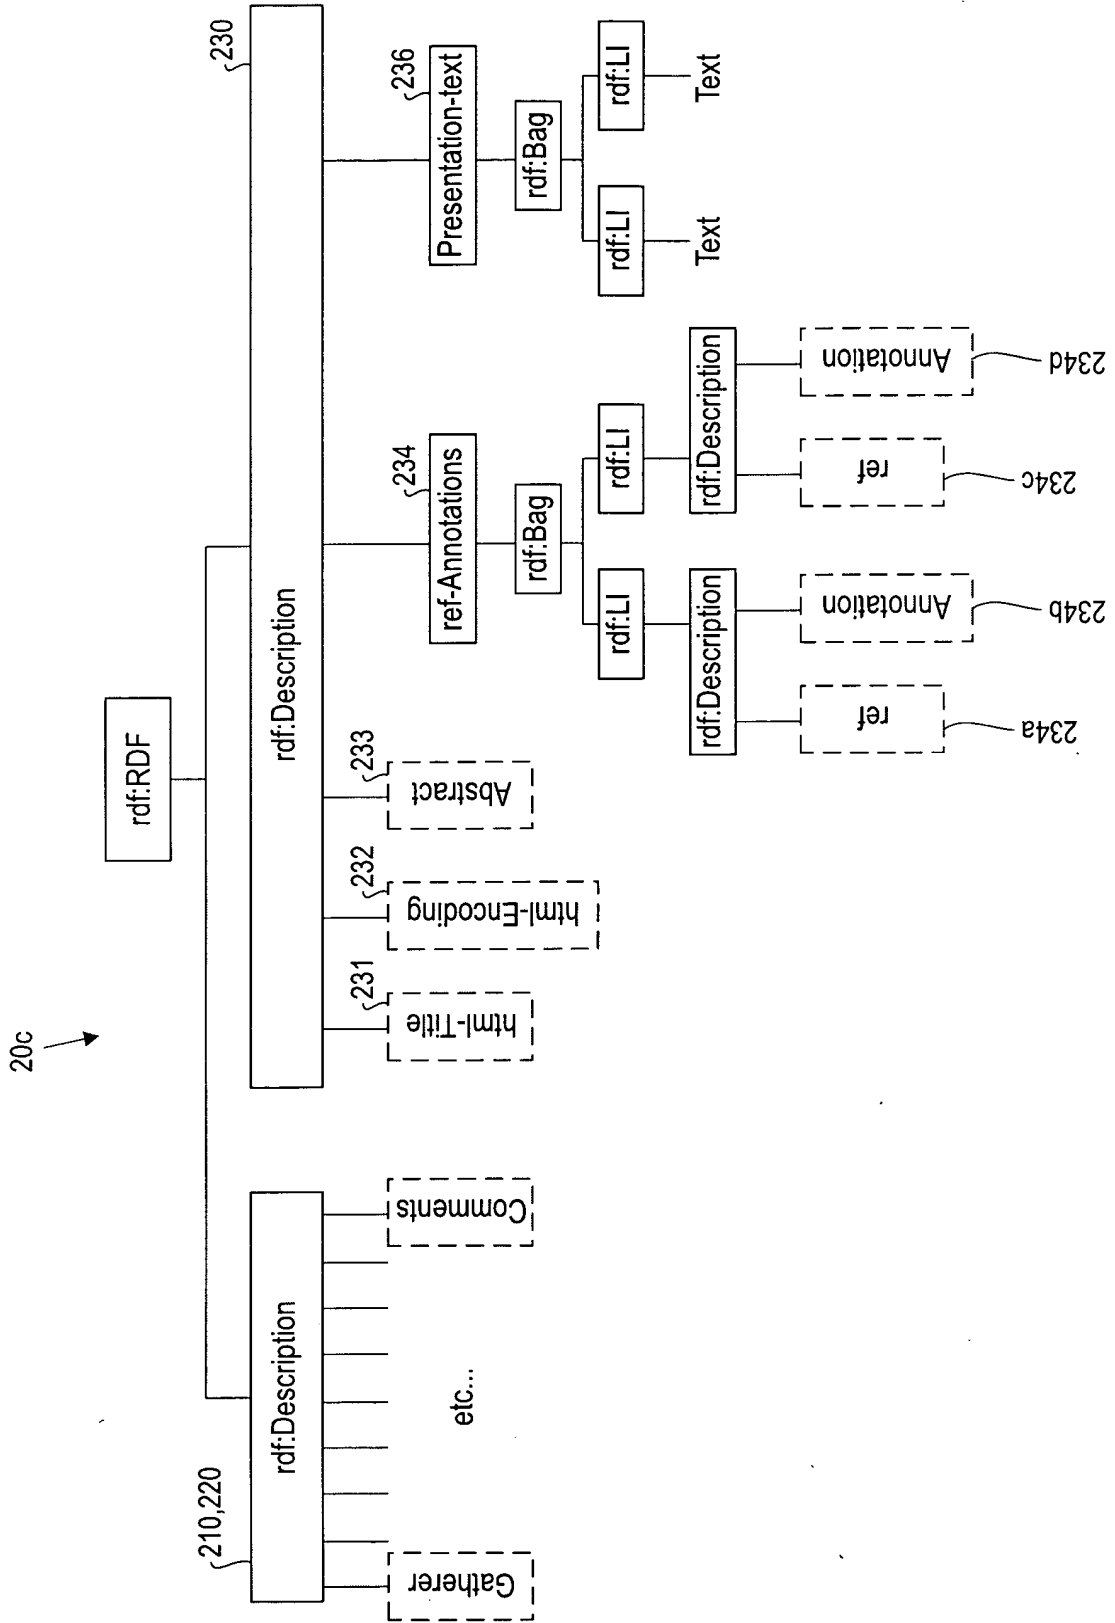 20c
rdf:RDF
210,220
rdf:Description
230
rdf:Description
Gatherer
etc...
Comments
231
html-Title
232
html-Encoding
233
Abstract
234
ref-Annotations
rdf:Bag
rdf:LI
rdf:LI
rdf:Description
rdf:Description
ref
Annotation
ref
Annotation
234a
234b
234c
234d
236
Presentation-text
rdf:Bag
rdf:LI
rdf:LI
Text
Text